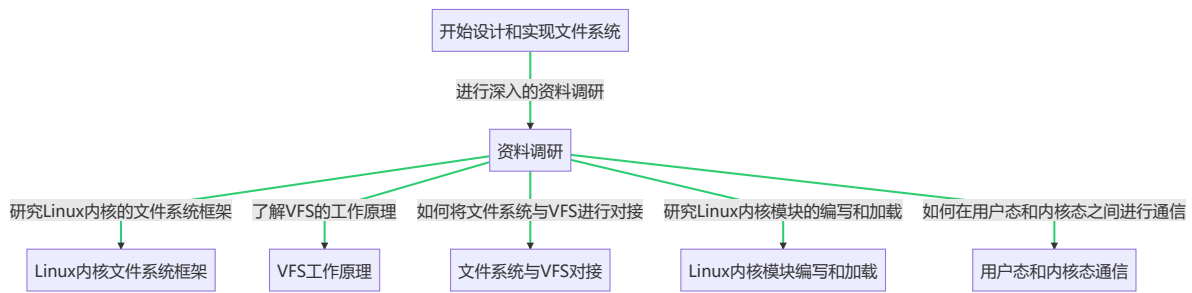 开始设计和实现文件系统
进行深入的资料调研
资料调研
研究Linux内核的文件系统框架
了解VFS的工作原理
如何将文件系统与VFS进行对接
研究Linux内核模块的编写和加载
如何在用户态和内核态之间进行通信
Linux内核文件系统框架
VFS工作原理
文件系统与VFS对接
Linux内核模块编写和加载
用户态和内核态通信